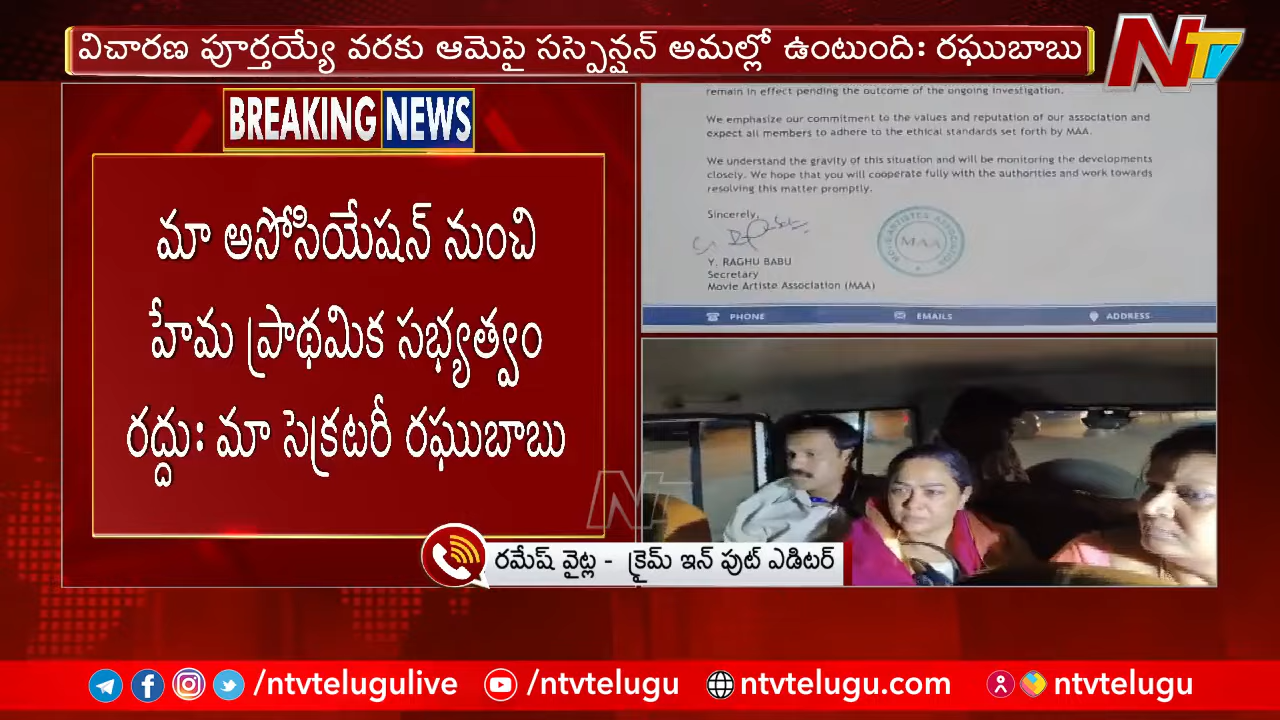 విచారణ పూర్తయ్యే వరకు ఆమెపై సస్పెన్షన్ అమల్లో ఉంటుంది: రఘుబాబు
NTV
BREAKING NEWS
మా అసోసియేషన్ నుంచి
హేమ ప్రాథమిక సభ్యత్వం
రద్దు: మా సెక్రటరీ రఘుబాబు
remain in effect pending the outcome of the ongoing investigation.
We emphasize our commitment to the values and reputation of our association and
expect all members to adhere to the ethical standards set forth by MAA.
We understand the gravity of this situation and will be monitoring the developments
closely. We hope that you will cooperate fully with the authorities and work towards
resolving this matter promptly.
Sincerely,
Y. RAGHU BABU
Secretary
Movie Artiste Association (MAA)
MAA
PHONE
EMAILS
ADDRESS
రమేష్ వైట్ల - క్రైమ్ ఇన్ పుట్ ఎడిటర్
/ntvtelugulive
/ntvtelugu
ntvtelugu.com
ntvtelugu